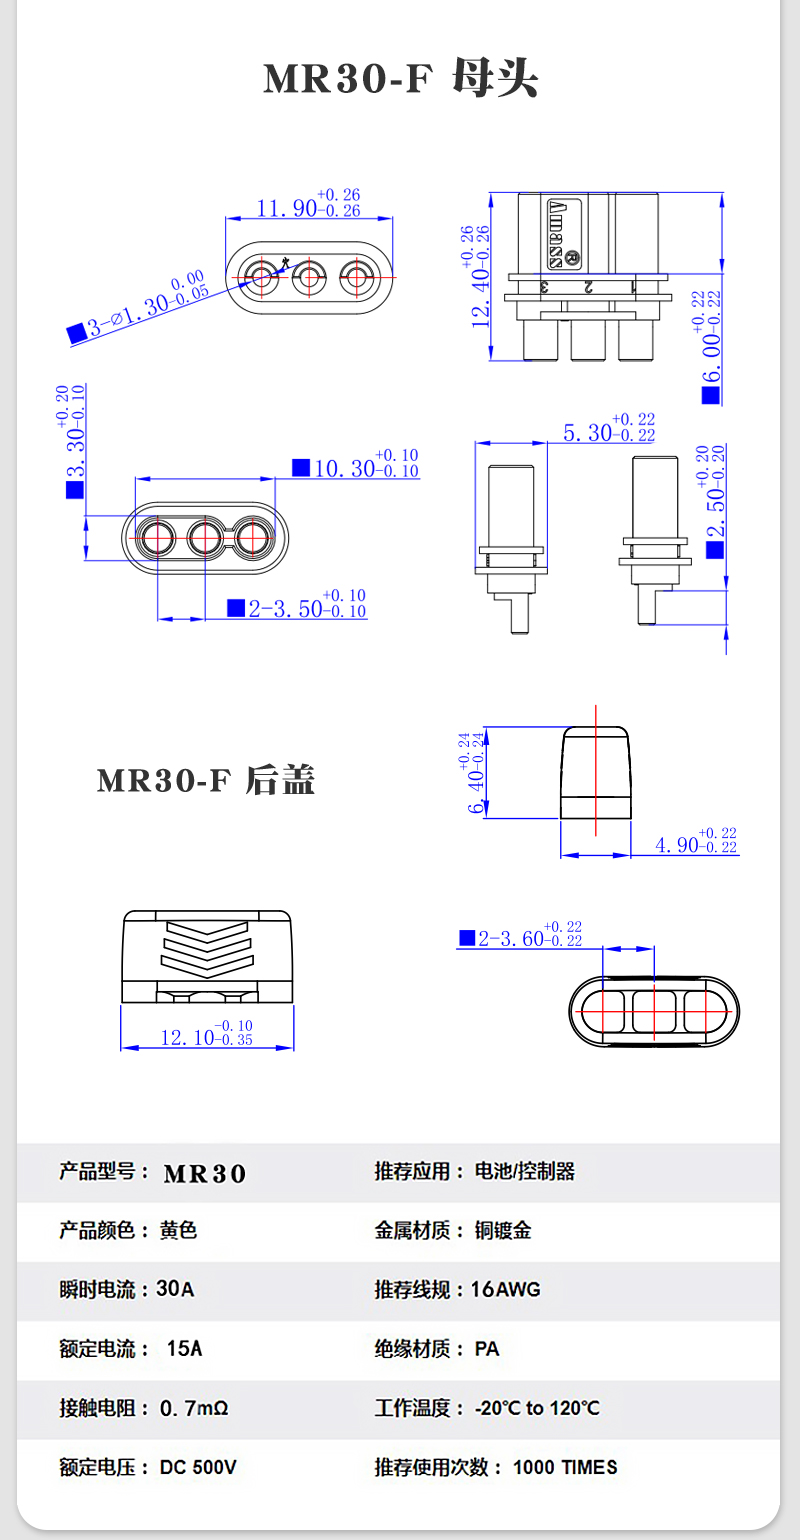 MR30-F 母头
11.90 +0.26 -0.26
3-⌀1.30 0.00 -0.05
Amass®
3 2 1
12.40 +0.26 -0.26
6.00 +0.22 -0.22
3.30 +0.20 -0.10
10.30 +0.10 -0.10
2-3.50 +0.10 -0.10
5.30 +0.22 -0.22
2.50 +0.20 -0.20
MR30-F 后盖
6.40 +0.24 -0.24
4.90 +0.22 -0.22
12.10 -0.10 -0.35
2-3.60 +0.22 -0.22
产品型号： MR30 推荐应用： 电池/控制器
产品颜色： 黄色 金属材质： 铜镀金
瞬时电流：30A 推荐线规：16AWG
额定电流： 15A 绝缘材质： PA
接触电阻： 0.7mΩ 工作温度： -20℃ to 120℃
额定电压： DC 500V 推荐使用次数： 1000 TIMES